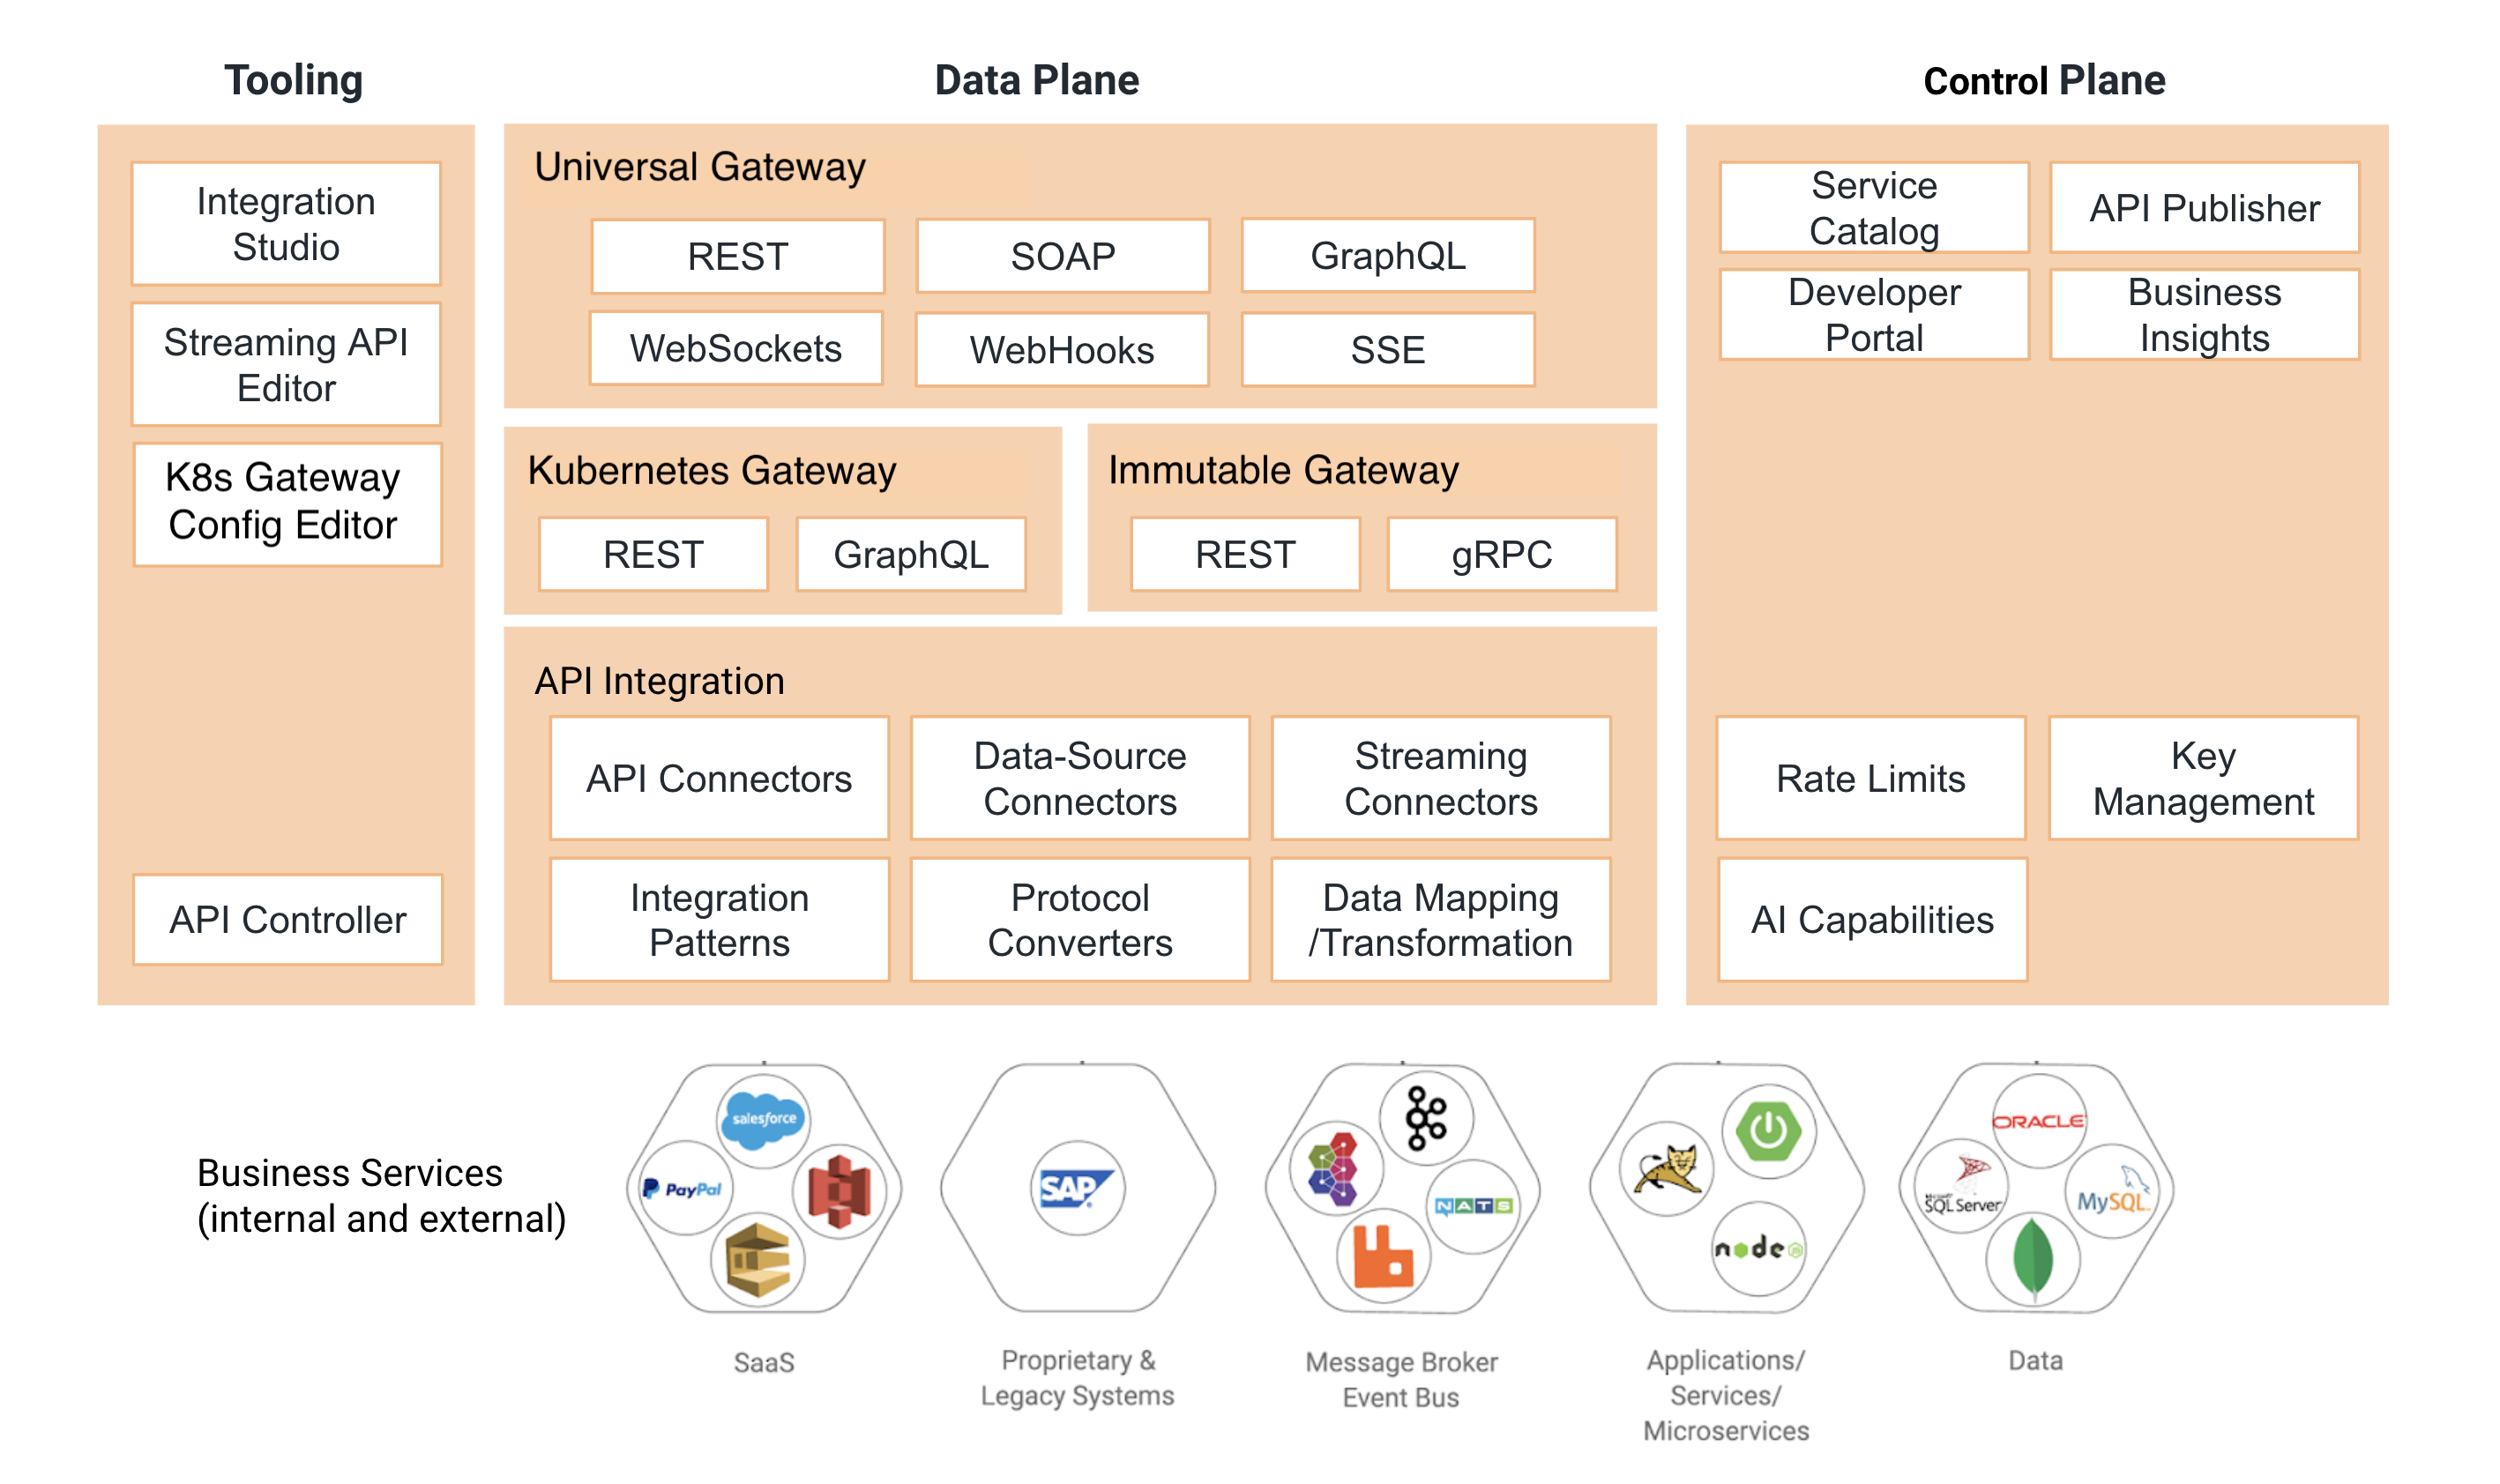 Tooling
Data Plane
Control Plane
Integration
Studio
Streaming API
Editor
K8s Gateway
Config Editor
API Controller
Universal Gateway
REST
SOAP
GraphQL
WebSockets
WebHooks
SSE
Kubernetes Gateway
REST
GraphQL
Immutable Gateway
REST
gRPC
API Integration
API Connectors
Data-Source
Connectors
Streaming
Connectors
Integration
Patterns
Protocol
Converters
Data Mapping
/Transformation
Service
Catalog
API Publisher
Developer
Portal
Business
Insights
Rate Limits
Key
Management
AI Capabilities
Business Services
(internal and external)
salesforce
PayPal
SaaS
SAP
Proprietary &
Legacy Systems
NATS
Message Broker
Event Bus
node
Applications/
Services/
Microservices
ORACLE
Microsoft
SQL Server
MySQL
Data